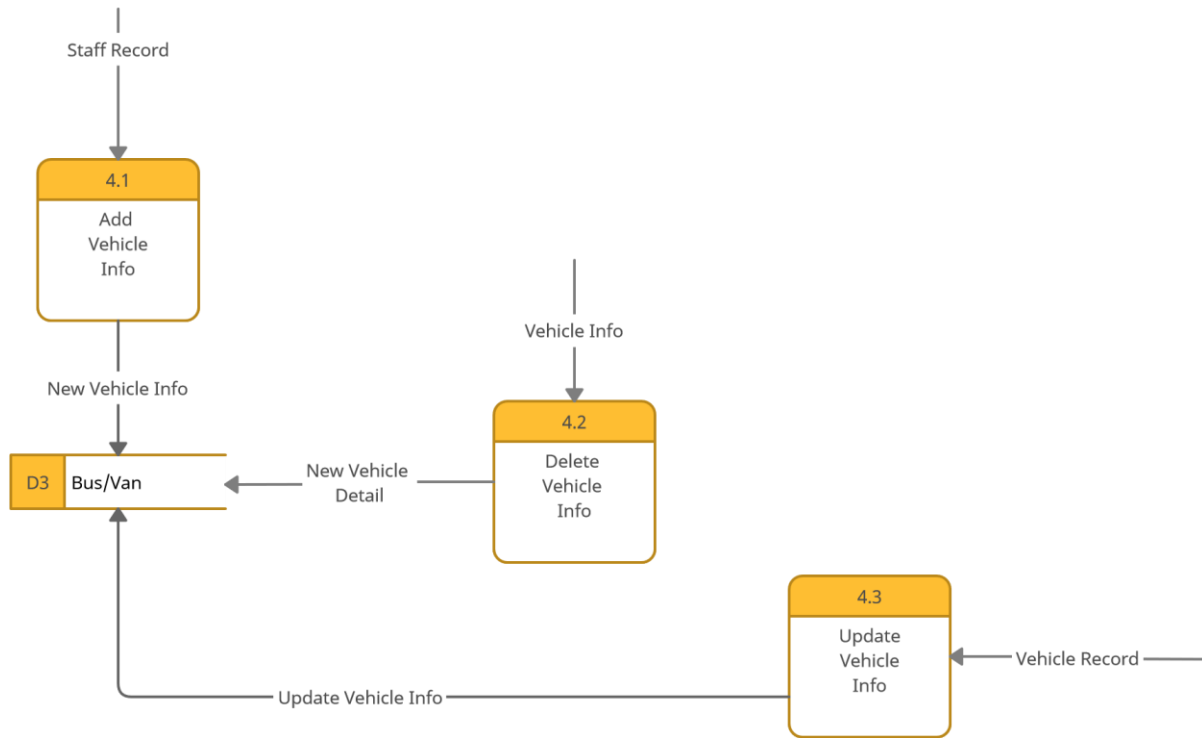 Staff Record
4.1
Add
Vehicle
Info
New Vehicle Info
D3
Bus/Van
Vehicle Info
4.2
Delete
Vehicle
Info
New Vehicle
Detail
4.3
Update
Vehicle
Info
Vehicle Record
Update Vehicle Info